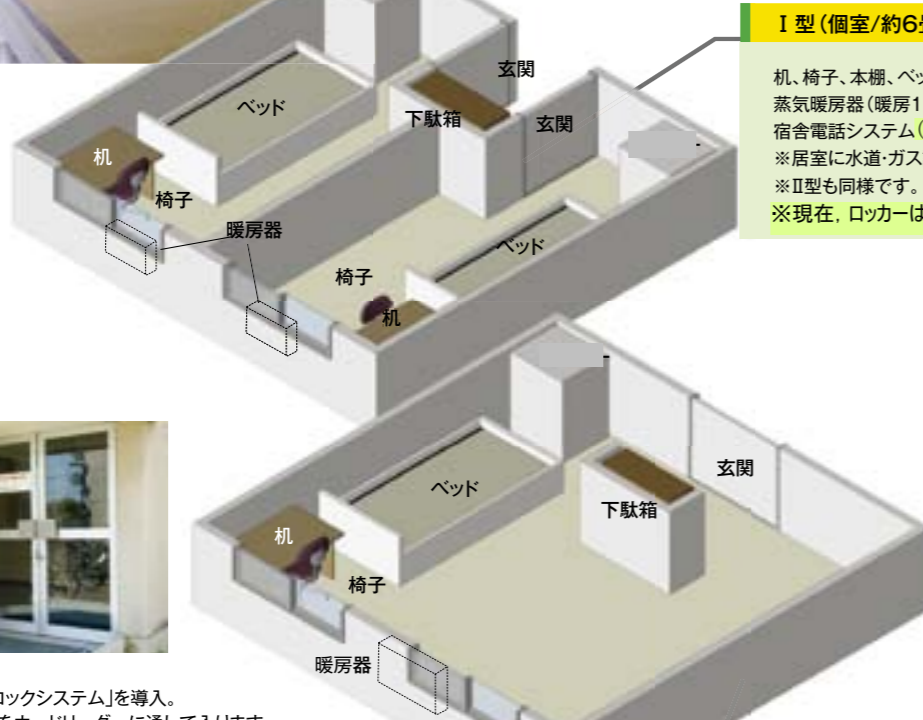 Ⅰ型(個室/約6
机、椅子、本棚、ベッ
蒸気暖房器(暖房1
宿舎電話システム(
※居室に水道・ガス
※Ⅱ型も同様です。
※現在, ロッカーは
玄関
ベッド
下駄箱
玄関
机
椅子
暖房器
ベッド
椅子
机
玄関
ベッド
下駄箱
机
椅子
暖房器
ロックシステム」を導入。